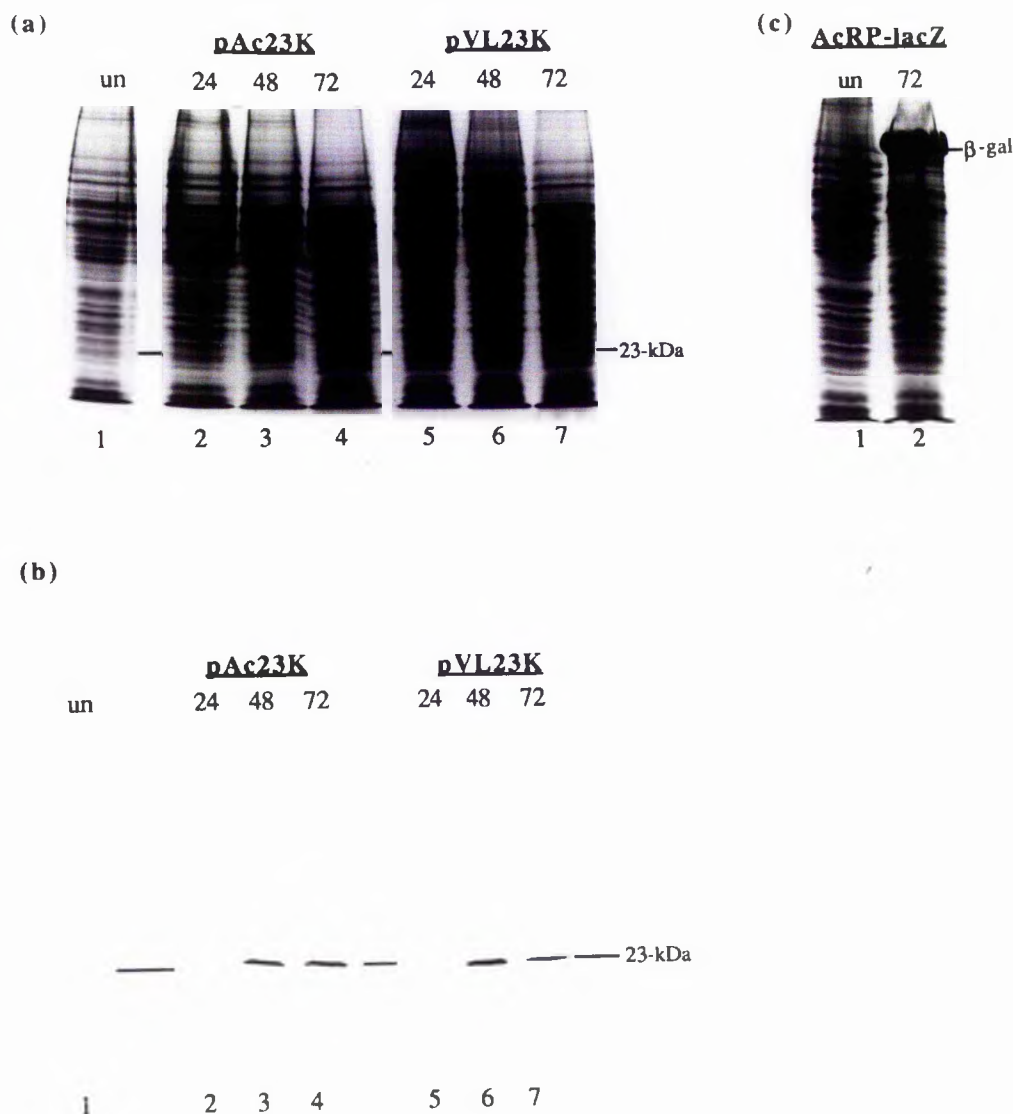 (a)
pAc23K pVL23K
un 24 48 72 24 48 72
23-kDa
1 2 3 4 5 6 7
(c)
AcRP-lacZ
un 72
β-gal
1 2
(b)
pAc23K pVL23K
un 24 48 72 24 48 72
23-kDa
1 2 3 4 5 6 7